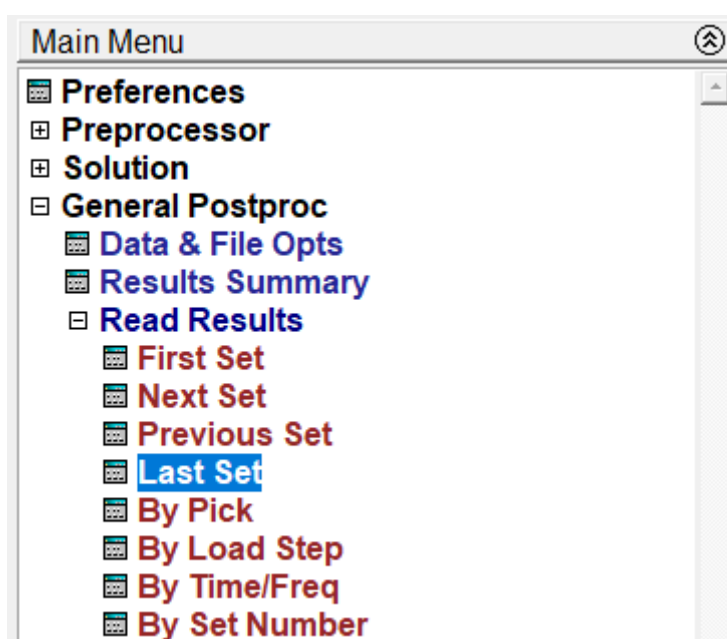 Main Menu
Preferences
Preprocessor
Solution
General Postproc
Data & File Opts
Results Summary
Read Results
First Set
Next Set
Previous Set
Last Set
By Pick
By Load Step
By Time/Freq
By Set Number